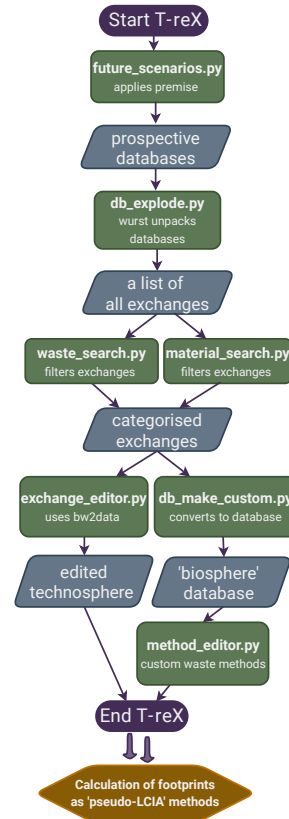 Start T-reX
future_scenarios.py
applies premise
prospective
databases
db_explode.py
wurst unpacks
databases
a list of
all exchanges
waste_search.py
filters exchanges
material_search.py
filters exchanges
categorised
exchanges
exchange_editor.py
uses bw2data
db_make_custom.py
converts to database
edited
technosphere
'biosphere'
database
method_editor.py
custom waste methods
End T-reX
Calculation of footprints
as 'pseudo-LCIA' methods